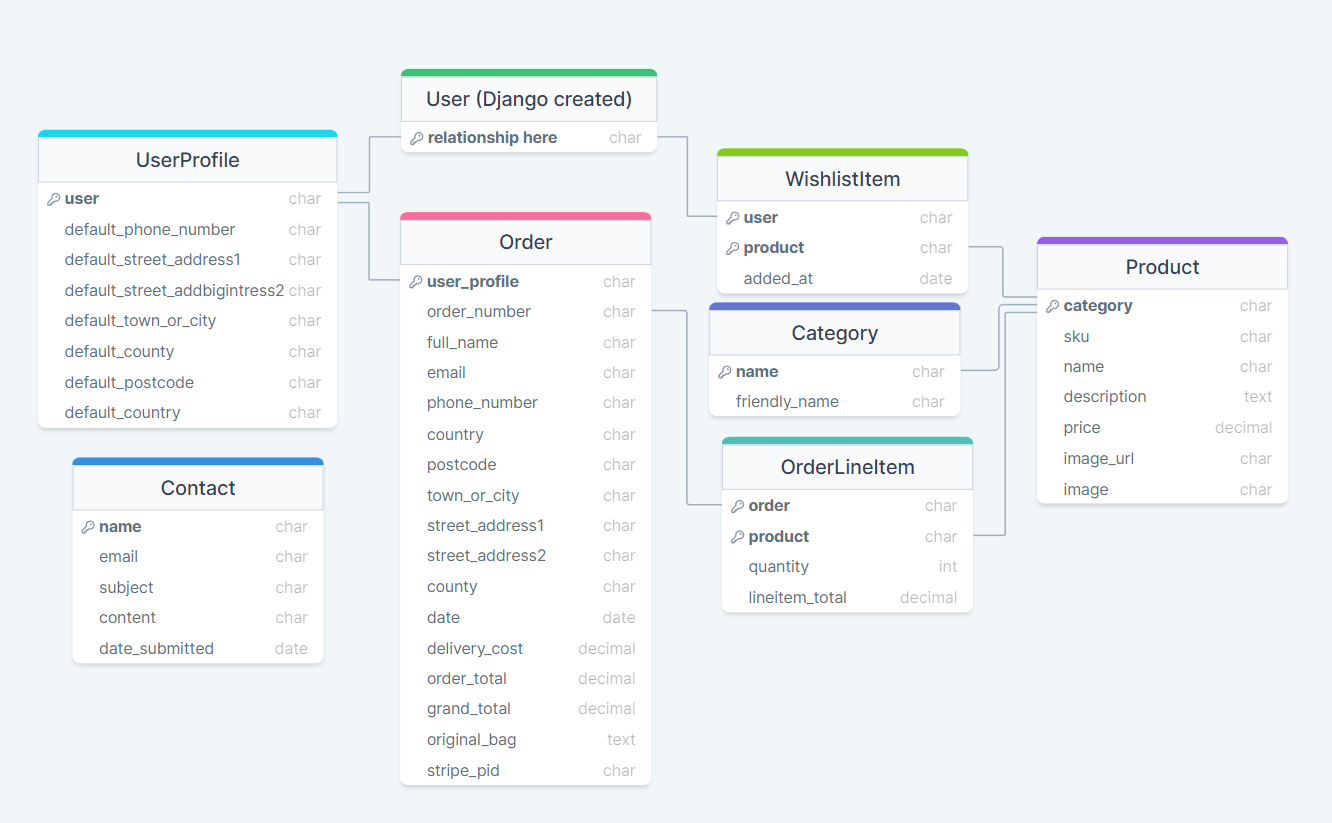 User (Django created)
relationship here char
UserProfile
user char
default_phone_number char
default_street_address1 char
default_street_addbigintress2 char
default_town_or_city char
default_county char
default_postcode char
default_country char
Contact
name char
email char
subject char
content char
date_submitted date
Order
user_profile char
order_number char
full_name char
email char
phone_number char
country char
postcode char
town_or_city char
street_address1 char
street_address2 char
county char
date date
delivery_cost decimal
order_total decimal
grand_total decimal
original_bag text
stripe_pid char
WishlistItem
user char
product char
added_at date
Category
name char
friendly_name char
OrderLineItem
order char
product char
quantity int
lineitem_total decimal
Product
category char
sku char
name char
description text
price decimal
image_url char
image char